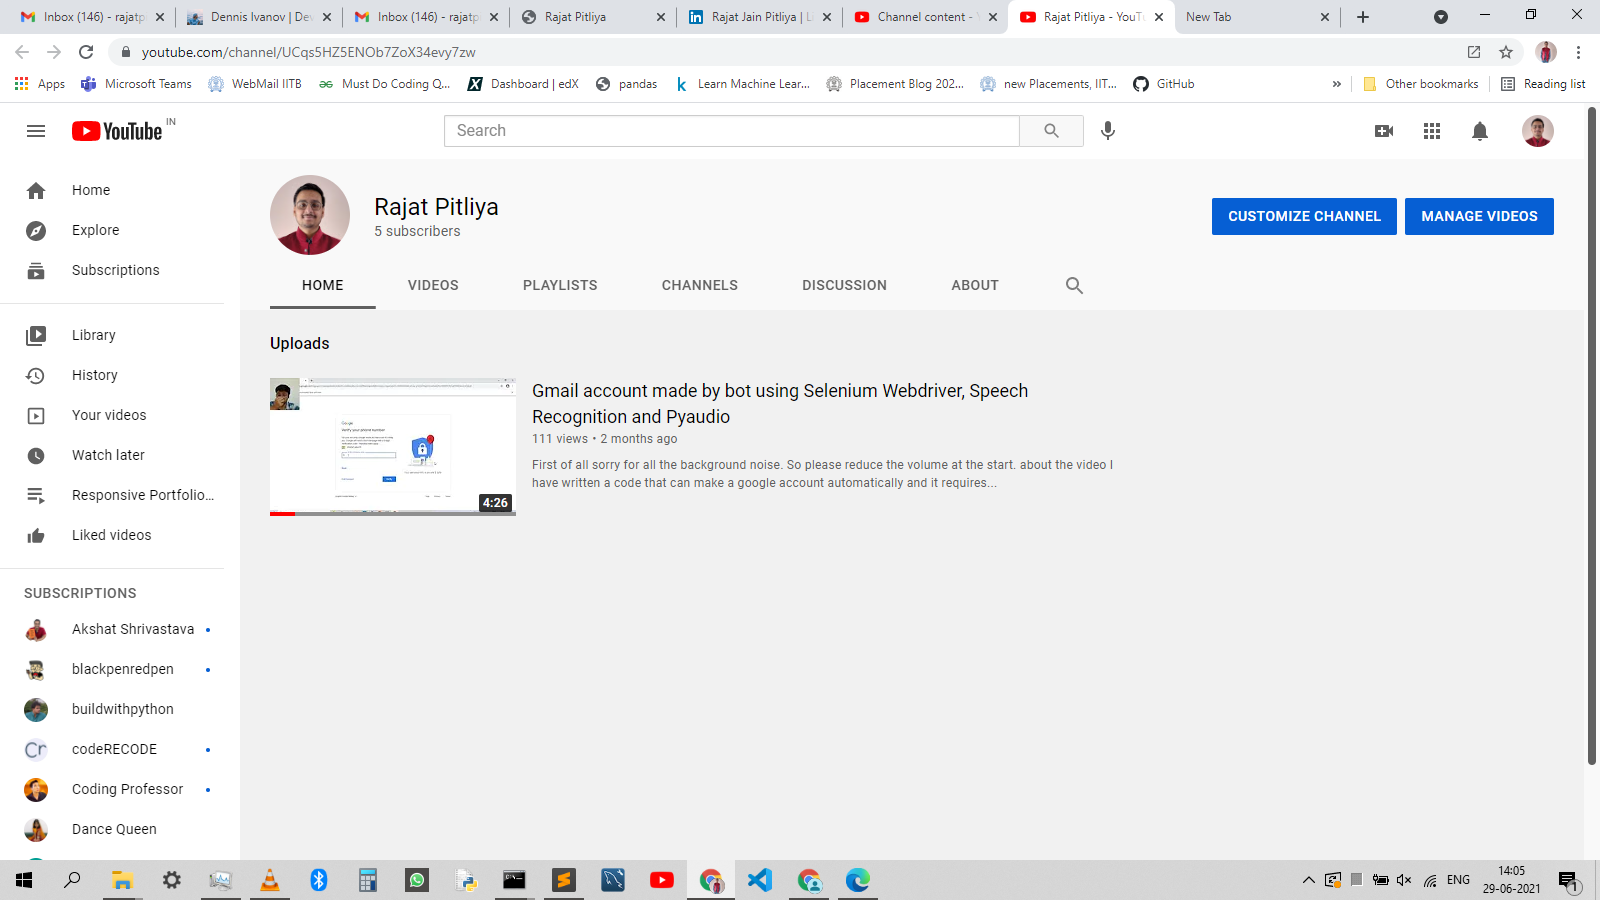 Inbox (146) - rajatp
Dennis Ivanov | Dev
Inbox (146) - rajatp
Rajat Pitliya
Rajat Jain Pitliya | L
Channel content - Y
Rajat Pitliya - YouTu
New Tab
youtube.com/channel/UCqs5HZ5ENOb7ZoX34evy7zw
Apps
Microsoft Teams
WebMail IITB
Must Do Coding Q...
Dashboard | edX
pandas
Learn Machine Lear...
Placement Blog 202...
new Placements, IIT...
GitHub
»
Other bookmarks
Reading list
YouTube IN
Search
Home
Explore
Subscriptions
Library
History
Your videos
Watch later
Responsive Portfolio...
Liked videos
SUBSCRIPTIONS
Akshat Shrivastava
blackpenredpen
buildwithpython
Cr codeRECODE
Coding Professor
Dance Queen
Rajat Pitliya
5 subscribers
CUSTOMIZE CHANNEL
MANAGE VIDEOS
HOME
VIDEOS
PLAYLISTS
CHANNELS
DISCUSSION
ABOUT
Uploads
Google
Verify your phone number
4:26
Gmail account made by bot using Selenium Webdriver, Speech
Recognition and Pyaudio
111 views • 2 months ago
First of all sorry for all the background noise. So please reduce the volume at the start. about the video I
have written a code that can make a google account automatically and it requires...
ENG
14:05
29-06-2021
1